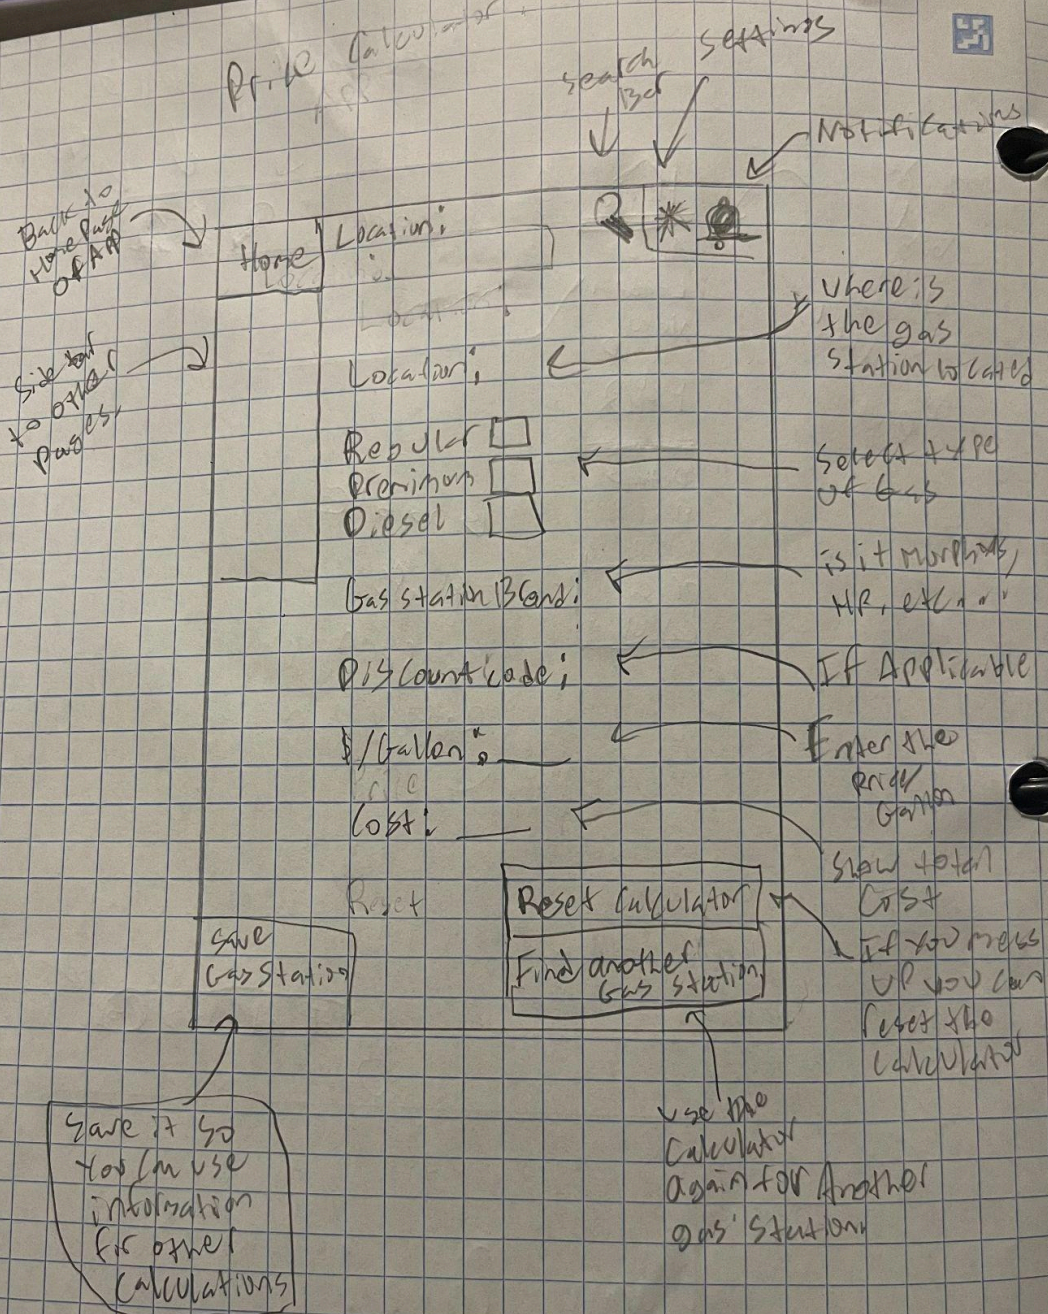 Price Calculator
APP
Search
Bar
Settings
Notifications
Back to
Home Page
of APP
Home
Location:
Location:
where is
the gas
station located
Side bar
to other
pages.
Location:
Regular
Premium
Diesel
Select type
of Gas
Gas station Brand:
is it Murphys,
etc....
Discount code:
If Applicable
$/Gallon:
Enter the
Price/
Gallon
Cost:
Show total
Cost
Reset
Reset Calculator
Find another
Gas Station
If you press
UP you can
reset the
calculator
Save
Gas Station
Save it so
You can use
information
for other
Calculations
use the
Calculator
again for Another
gas station